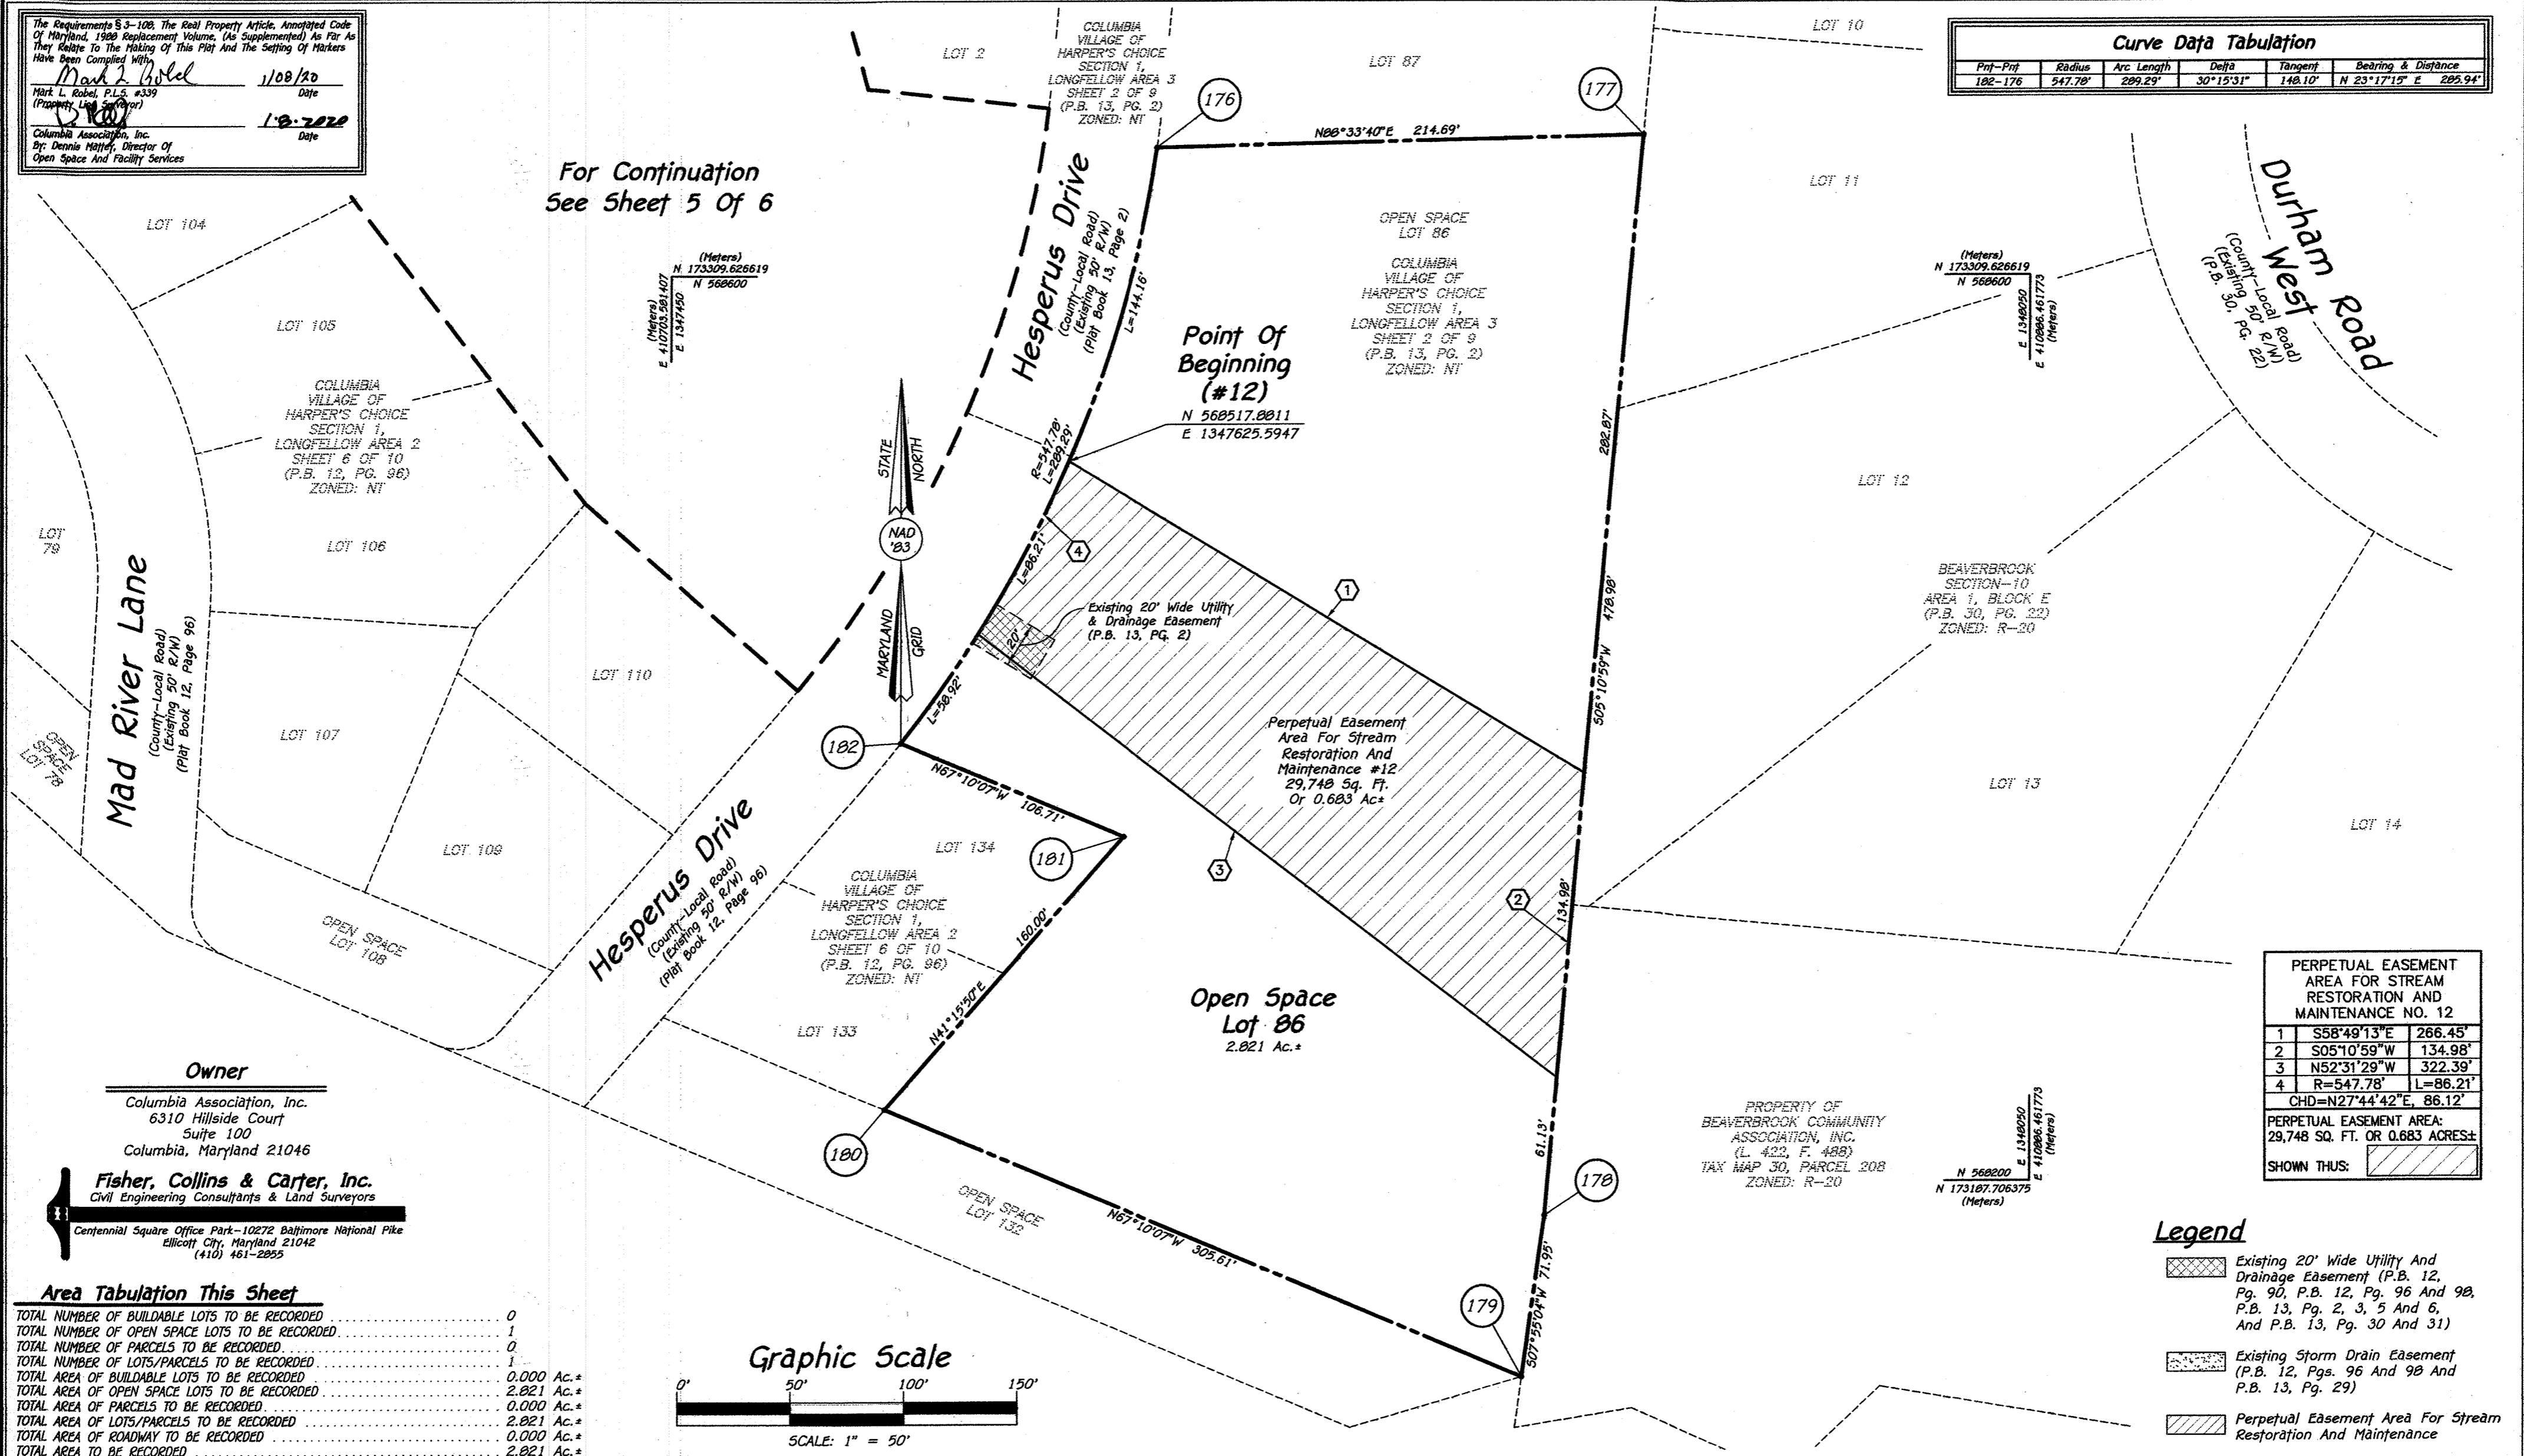 The Requirements §3-108, The Real Property Article, Annotated Code
Of Maryland, 1988 Replacement Volume, (As Supplemented) As Far As
They Relate To The Making Of This Plat And The Setting Of Markers
Have Been Complied With.
1/08/20
Mark L. Robel, P.L.S. #339
Date
(Property Line Surveyor)
1·8·2020
Columbia Association, Inc.
Date
By: Dennis Mattey, Director Of
Open Space And Facility Services
For Continuation
See Sheet 5 Of 6
(Meters)
N 173309.626619
N 568600
(Meters)
E 410703.581407
E 1347450
LOT 2
COLUMBIA
VILLAGE OF
HARPER'S CHOICE
SECTION 1,
LONGFELLOW AREA 3
SHEET 2 OF 9
(P.B. 13, PG. 2)
ZONED: NT
LOT 87
LOT 10
Curve Data Tabulation
Pnt-Pnt Radius Arc Length Delta Tangent Bearing & Distance
182-176 547.78' 289.29' 30°15'31" 148.10' N 23°17'15" E 285.94'
176
177
N88°33'40"E 214.69'
Hesperus Drive
(County-Local Road)
(Existing 50' R/W)
(Plat Book 13, Page 2)
L=144.16'
R=547.78'
L=289.29'
L=86.21'
L=58.92'
OPEN SPACE
LOT 86
COLUMBIA
VILLAGE OF
HARPER'S CHOICE
SECTION 1,
LONGFELLOW AREA 3
SHEET 2 OF 9
(P.B. 13, PG. 2)
ZONED: NT
Point Of
Beginning
(#12)
N 568517.8811
E 1347625.5947
LOT 11
(Meters)
N 173309.626619
N 568600
E 1348050
E 410886.461773
(Meters)
Durham Road
West
(County-Local Road)
(Existing 50' R/W)
(P.B. 30, PG. 22)
LOT 104
LOT 105
COLUMBIA
VILLAGE OF
HARPER'S CHOICE
SECTION 1,
LONGFELLOW AREA 2
SHEET 6 OF 10
(P.B. 12, PG. 96)
ZONED: NT
LOT
79
LOT 106
LOT 110
LOT 107
LOT 109
Mad River Lane
(County-Local Road)
(Existing 50' R/W)
(Plat Book 12, Page 96)
OPEN
SPACE
LOT 78
OPEN SPACE
LOT 108
STATE
NORTH
NAD
'83
MARYLAND
GRID
282.87'
S05°10'59"W 478.98'
134.98'
61.13'
S07°55'04"W 71.95'
4
1
Existing 20' Wide Utility
& Drainage Easement
(P.B. 13, PG. 2)
20'
LOT 12
BEAVERBROOK
SECTION-10
AREA 1, BLOCK E
(P.B. 30, PG. 22)
ZONED: R-20
LOT 13
LOT 14
Perpetual Easement
Area For Stream
Restoration And
Maintenance #12
29,748 Sq. Ft.
Or 0.683 Ac±
182
N67°10'07"W 106.71'
181
3
2
LOT 134
COLUMBIA
VILLAGE OF
HARPER'S CHOICE
SECTION 1,
LONGFELLOW AREA 2
SHEET 6 OF 10
(P.B. 12, PG. 96)
ZONED: NT
LOT 133
N41°15'50"E 160.00'
Hesperus Drive
(County-Local Road)
(Existing 50' R/W)
(Plat Book 12, Page 96)
Open Space
Lot 86
2.821 Ac.±
180
OPEN SPACE
LOT 132
N67°10'07"W 305.61'
178
179
PROPERTY OF
BEAVERBROOK COMMUNITY
ASSOCIATION, INC.
(L. 422, F. 488)
TAX MAP 30, PARCEL 208
ZONED: R-20
E 1348050
E 410886.461773
(Meters)
N 568200
N 173187.706375
(Meters)
PERPETUAL EASEMENT
AREA FOR STREAM
RESTORATION AND
MAINTENANCE NO. 12
1 S58°49'13"E 266.45'
2 S05°10'59"W 134.98'
3 N52°31'29"W 322.39'
4 R=547.78' L=86.21'
CHD=N27°44'42"E, 86.12'
PERPETUAL EASEMENT AREA:
29,748 SQ. FT. OR 0.683 ACRES±
SHOWN THUS:
Legend
Existing 20' Wide Utility And
Drainage Easement (P.B. 12,
Pg. 90, P.B. 12, Pg. 96 And 98,
P.B. 13, Pg. 2, 3, 5 And 6,
And P.B. 13, Pg. 30 And 31)
Existing Storm Drain Easement
(P.B. 12, Pgs. 96 And 98 And
P.B. 13, Pg. 29)
Perpetual Easement Area For Stream
Restoration And Maintenance
Owner
Columbia Association, Inc.
6310 Hillside Court
Suite 100
Columbia, Maryland 21046
Fisher, Collins & Carter, Inc.
Civil Engineering Consultants & Land Surveyors
Centennial Square Office Park-10272 Baltimore National Pike
Ellicott City, Maryland 21042
(410) 461-2855
Area Tabulation This Sheet
TOTAL NUMBER OF BUILDABLE LOTS TO BE RECORDED 0
TOTAL NUMBER OF OPEN SPACE LOTS TO BE RECORDED 1
TOTAL NUMBER OF PARCELS TO BE RECORDED 0
TOTAL NUMBER OF LOTS/PARCELS TO BE RECORDED 1
TOTAL AREA OF BUILDABLE LOTS TO BE RECORDED 0.000 Ac.±
TOTAL AREA OF OPEN SPACE LOTS TO BE RECORDED 2.821 Ac.±
TOTAL AREA OF PARCELS TO BE RECORDED 0.000 Ac.±
TOTAL AREA OF LOTS/PARCELS TO BE RECORDED 2.821 Ac.±
TOTAL AREA OF ROADWAY TO BE RECORDED 0.000 Ac.±
TOTAL AREA TO BE RECORDED 2.821 Ac.±
Graphic Scale
0' 50' 100' 150'
SCALE: 1" = 50'